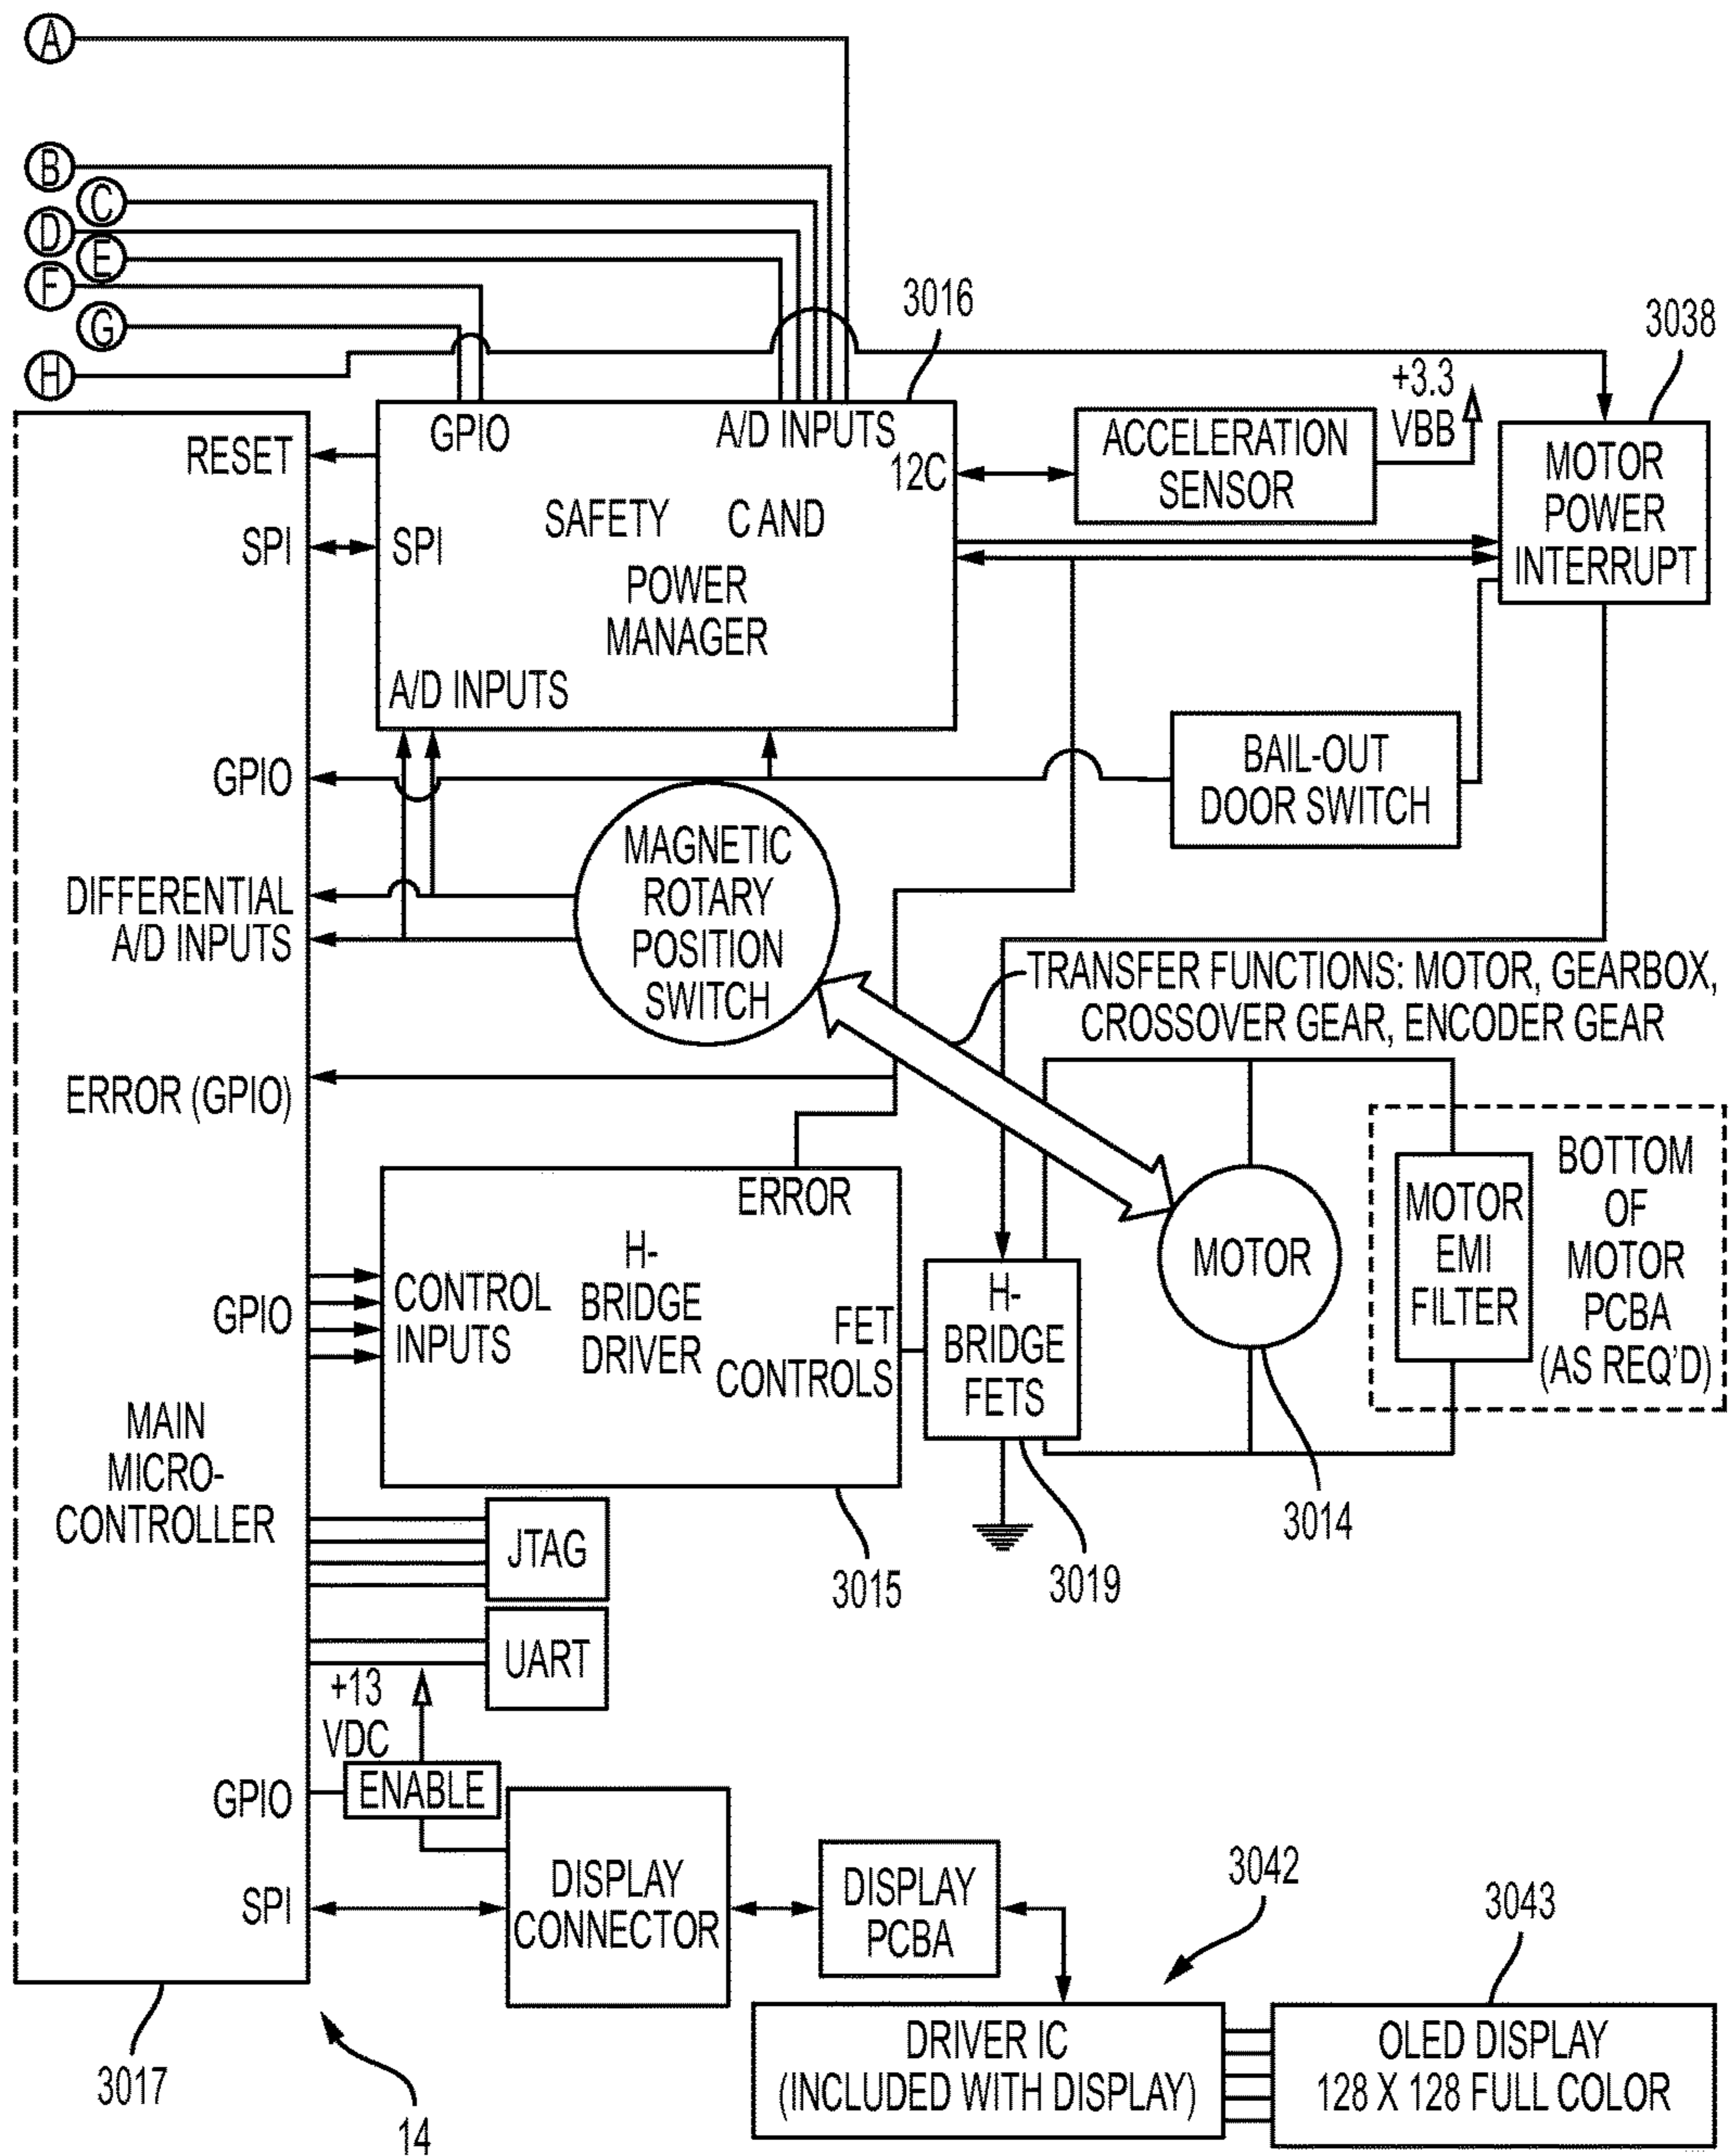 A
B
C
D
E
F
G
H
3016
3038
+3.3
VBB
RESET
GPIO
A/D INPUTS
12C
ACCELERATION
SENSOR
MOTOR
POWER
INTERRUPT
SPI
SPI
SAFETY C AND
POWER
MANAGER
A/D INPUTS
GPIO
BAIL-OUT
DOOR SWITCH
MAGNETIC
ROTARY
POSITION
SWITCH
DIFFERENTIAL
A/D INPUTS
TRANSFER FUNCTIONS: MOTOR, GEARBOX,
CROSSOVER GEAR, ENCODER GEAR
ERROR (GPIO)
ERROR
H-
BRIDGE
DRIVER
GPIO
CONTROL
INPUTS
FET
CONTROLS
H-
BRIDGE
FETS
MOTOR
MOTOR
EMI
FILTER
BOTTOM
OF
MOTOR
PCBA
(AS REQ'D)
MAIN
MICRO-
CONTROLLER
JTAG
3015
3019
3014
UART
+13
VDC
GPIO
ENABLE
SPI
DISPLAY
CONNECTOR
DISPLAY
PCBA
3042
3043
DRIVER IC
(INCLUDED WITH DISPLAY)
OLED DISPLAY
128 X 128 FULL COLOR
3017
14